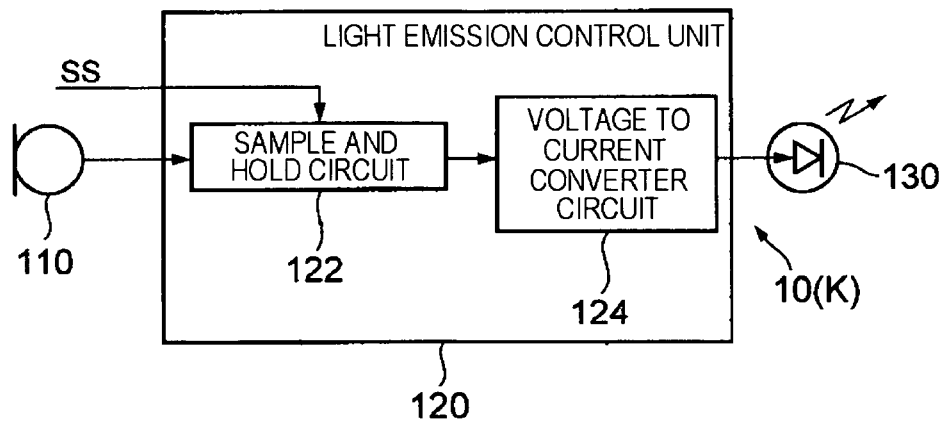 LIGHT EMISSION CONTROL UNIT
SS
SAMPLE AND
HOLD CIRCUIT
VOLTAGE TO
CURRENT
CONVERTER
CIRCUIT
110
122
124
130
10(K)
120